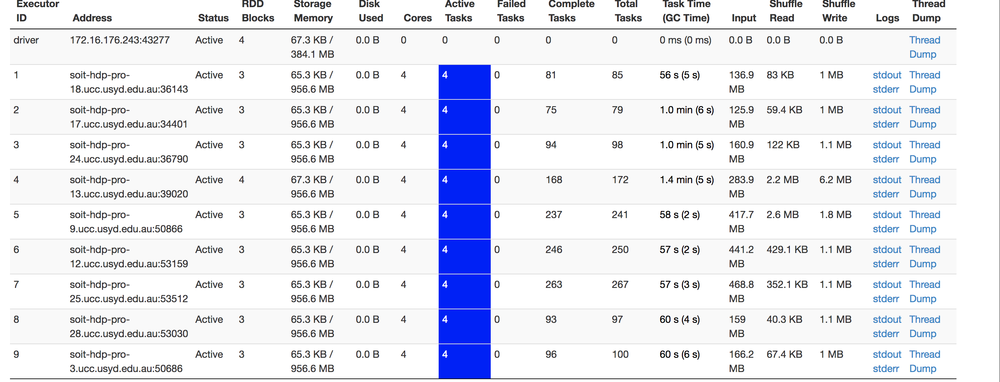 Executor RDD Storage Disk Active Failed Complete Total Task Time Shuffle Shuffle Thread
ID Address Status Blocks Memory Used Cores Tasks Tasks Tasks Tasks (GC Time) Input Read Write Logs Dump
driver 172.16.176.243:43277 Active 4 67.3 KB / 0.0 B 0 0 0 0 0 0 ms (0 ms) 0.0 B 0.0 B 0.0 B Thread
384.1 MB Dump
1 soit-hdp-pro- Active 3 65.3 KB / 0.0 B 4 4 0 81 85 56 s (5 s) 136.9 83 KB 1 MB stdout Thread
18.ucc.usyd.edu.au:36143 956.6 MB MB stderr Dump
2 soit-hdp-pro- Active 3 65.3 KB / 0.0 B 4 4 0 75 79 1.0 min (6 s) 125.9 59.4 KB 1 MB stdout Thread
17.ucc.usyd.edu.au:34401 956.6 MB MB stderr Dump
3 soit-hdp-pro- Active 3 65.3 KB / 0.0 B 4 4 0 94 98 1.0 min (5 s) 160.9 122 KB 1.1 MB stdout Thread
24.ucc.usyd.edu.au:36790 956.6 MB MB stderr Dump
4 soit-hdp-pro- Active 4 67.3 KB / 0.0 B 4 4 0 168 172 1.4 min (5 s) 283.9 2.2 MB 6.2 MB stdout Thread
13.ucc.usyd.edu.au:39020 956.6 MB MB stderr Dump
5 soit-hdp-pro- Active 3 65.3 KB / 0.0 B 4 4 0 237 241 58 s (2 s) 417.7 2.6 MB 1.8 MB stdout Thread
9.ucc.usyd.edu.au:50866 956.6 MB MB stderr Dump
6 soit-hdp-pro- Active 3 65.3 KB / 0.0 B 4 4 0 246 250 57 s (2 s) 441.2 429.1 KB 1.1 MB stdout Thread
12.ucc.usyd.edu.au:53159 956.6 MB MB stderr Dump
7 soit-hdp-pro- Active 3 65.3 KB / 0.0 B 4 4 0 263 267 57 s (3 s) 468.8 352.1 KB 1.1 MB stdout Thread
25.ucc.usyd.edu.au:53512 956.6 MB MB stderr Dump
8 soit-hdp-pro- Active 3 65.3 KB / 0.0 B 4 4 0 93 97 60 s (4 s) 159 40.3 KB 1.1 MB stdout Thread
28.ucc.usyd.edu.au:53030 956.6 MB MB stderr Dump
9 soit-hdp-pro- Active 3 65.3 KB / 0.0 B 4 4 0 96 100 60 s (6 s) 166.2 67.4 KB 1 MB stdout Thread
3.ucc.usyd.edu.au:50686 956.6 MB MB stderr Dump